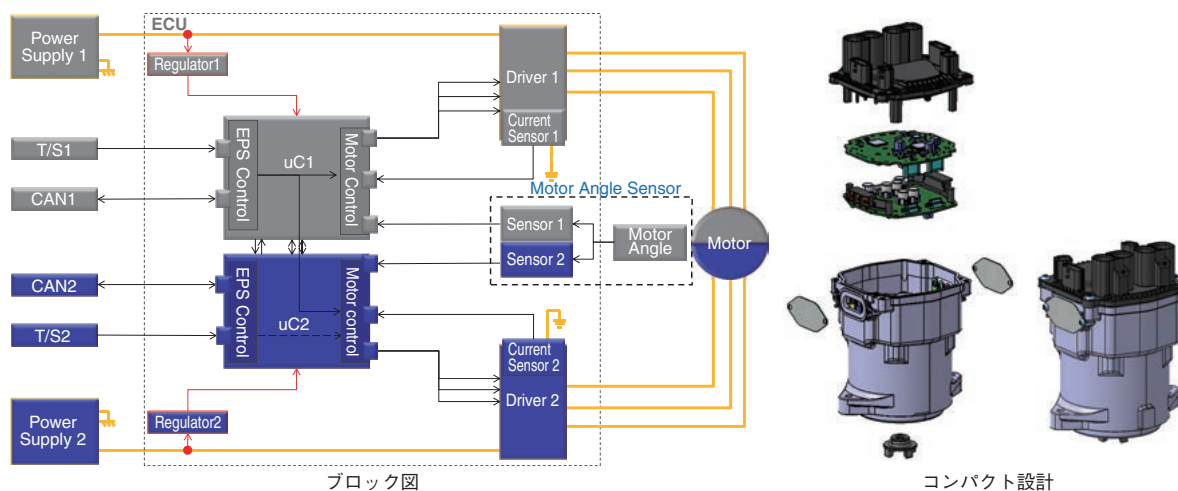 ECU
Power
Supply 1
Regulator1
Driver 1
Current
Sensor 1
T/S1
CAN1
EPS Control
uC1
Motor Control
Motor Angle Sensor
Sensor 1
Sensor 2
Motor
Angle
Motor
CAN2
T/S2
EPS Control
uC2
Motor control
Current
Sensor 2
Driver 2
Power
Supply 2
Regulator2
ブロック図
コンパクト設計